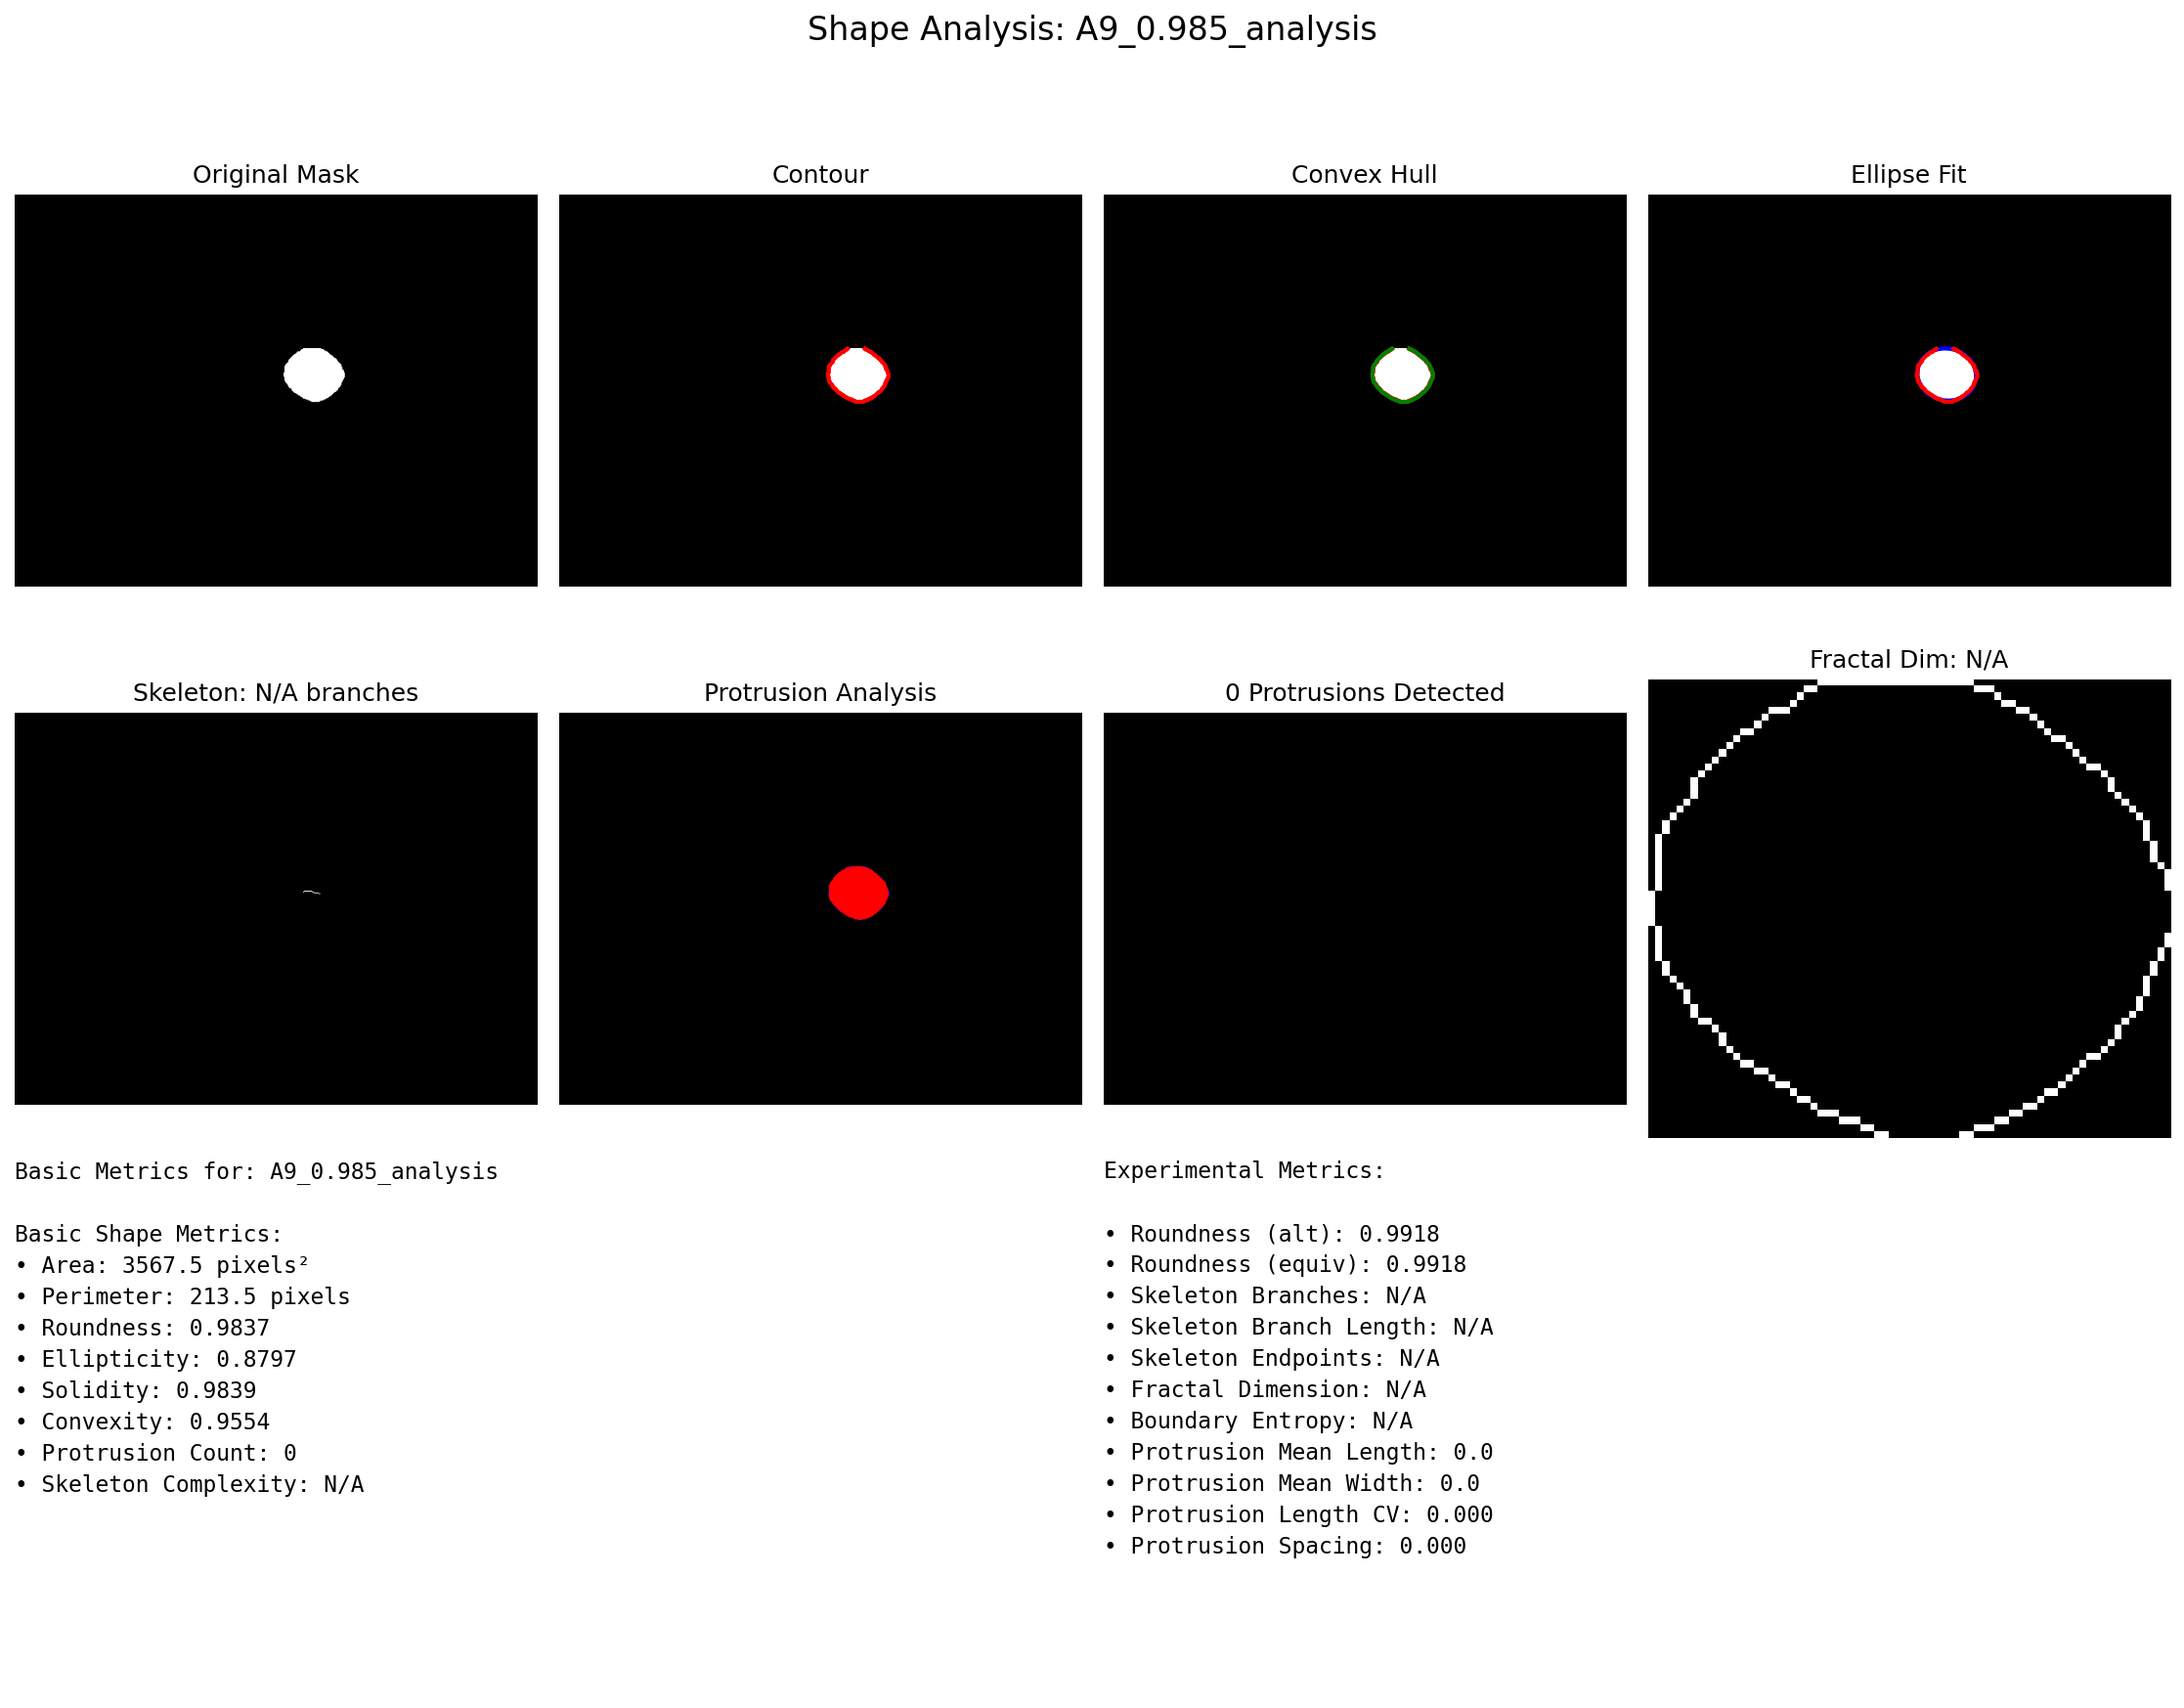 Shape Analysis: A9_0.985_analysis
Original Mask
Contour
Convex Hull
Ellipse Fit
Skeleton: N/A branches
Protrusion Analysis
0 Protrusions Detected
Fractal Dim: N/A
Basic Metrics for: A9_0.985_analysis
Basic Shape Metrics:
• Area: 3567.5 pixels²
• Perimeter: 213.5 pixels
• Roundness: 0.9837
• Ellipticity: 0.8797
• Solidity: 0.9839
• Convexity: 0.9554
• Protrusion Count: 0
• Skeleton Complexity: N/A
Experimental Metrics:
• Roundness (alt): 0.9918
• Roundness (equiv): 0.9918
• Skeleton Branches: N/A
• Skeleton Branch Length: N/A
• Skeleton Endpoints: N/A
• Fractal Dimension: N/A
• Boundary Entropy: N/A
• Protrusion Mean Length: 0.0
• Protrusion Mean Width: 0.0
• Protrusion Length CV: 0.000
• Protrusion Spacing: 0.000